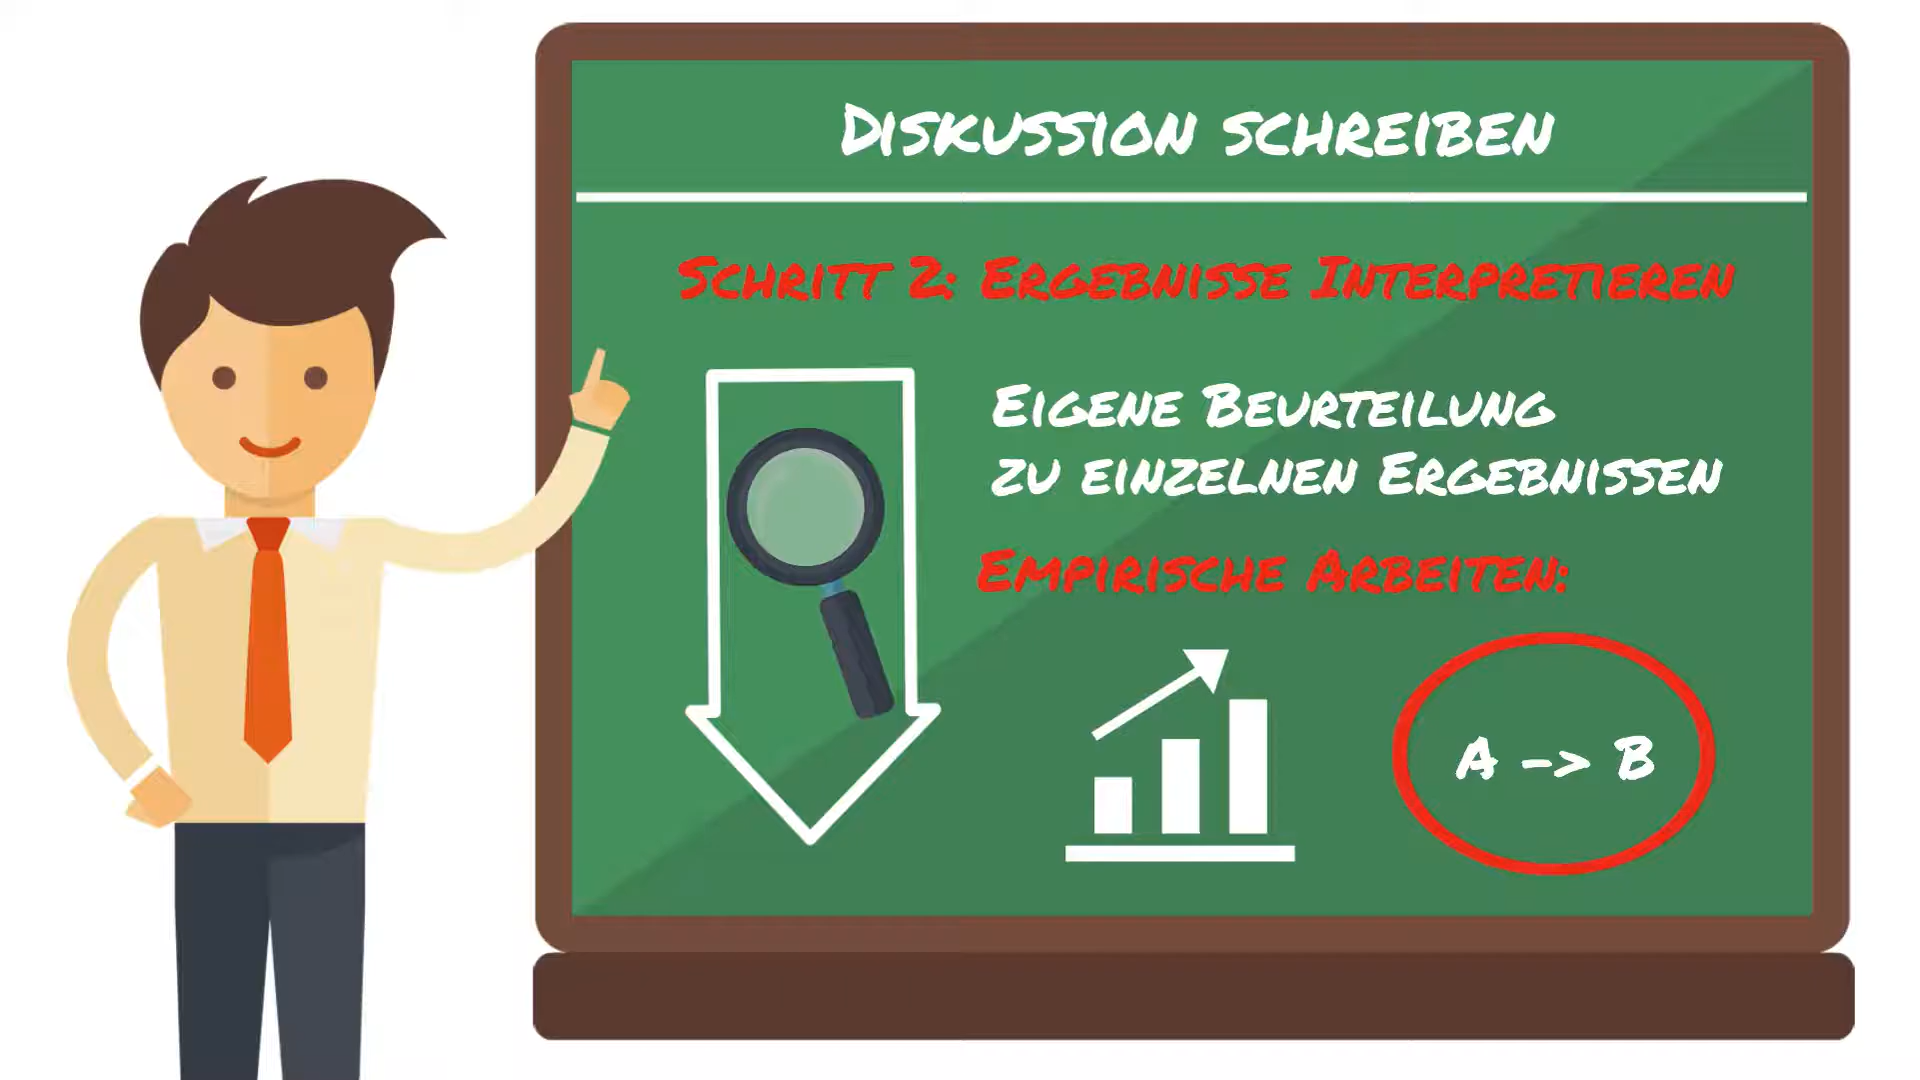 Diskussion schreiben
Schritt 2: Ergebnisse Interpretieren
Eigene Beurteilung
zu einzelnen Ergebnissen
Empirische Arbeiten:
A -> B